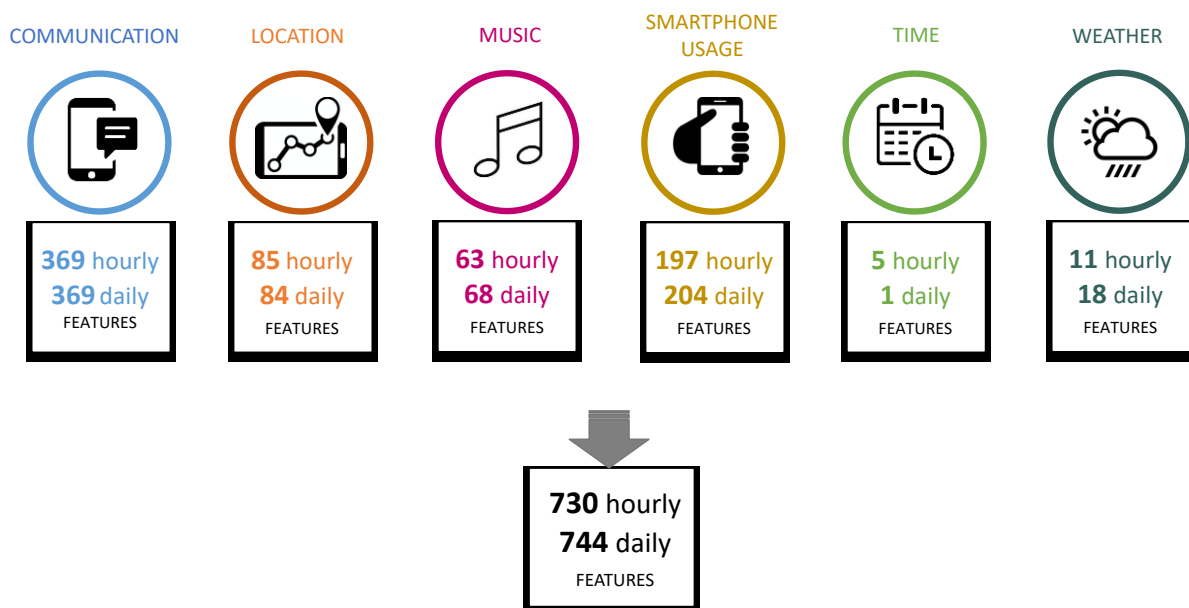 COMMUNICATION
LOCATION
MUSIC
SMARTPHONE
USAGE
TIME
WEATHER
369 hourly
369 daily
FEATURES
85 hourly
84 daily
FEATURES
63 hourly
68 daily
FEATURES
197 hourly
204 daily
FEATURES
5 hourly
1 daily
FEATURES
11 hourly
18 daily
FEATURES
730 hourly
744 daily
FEATURES